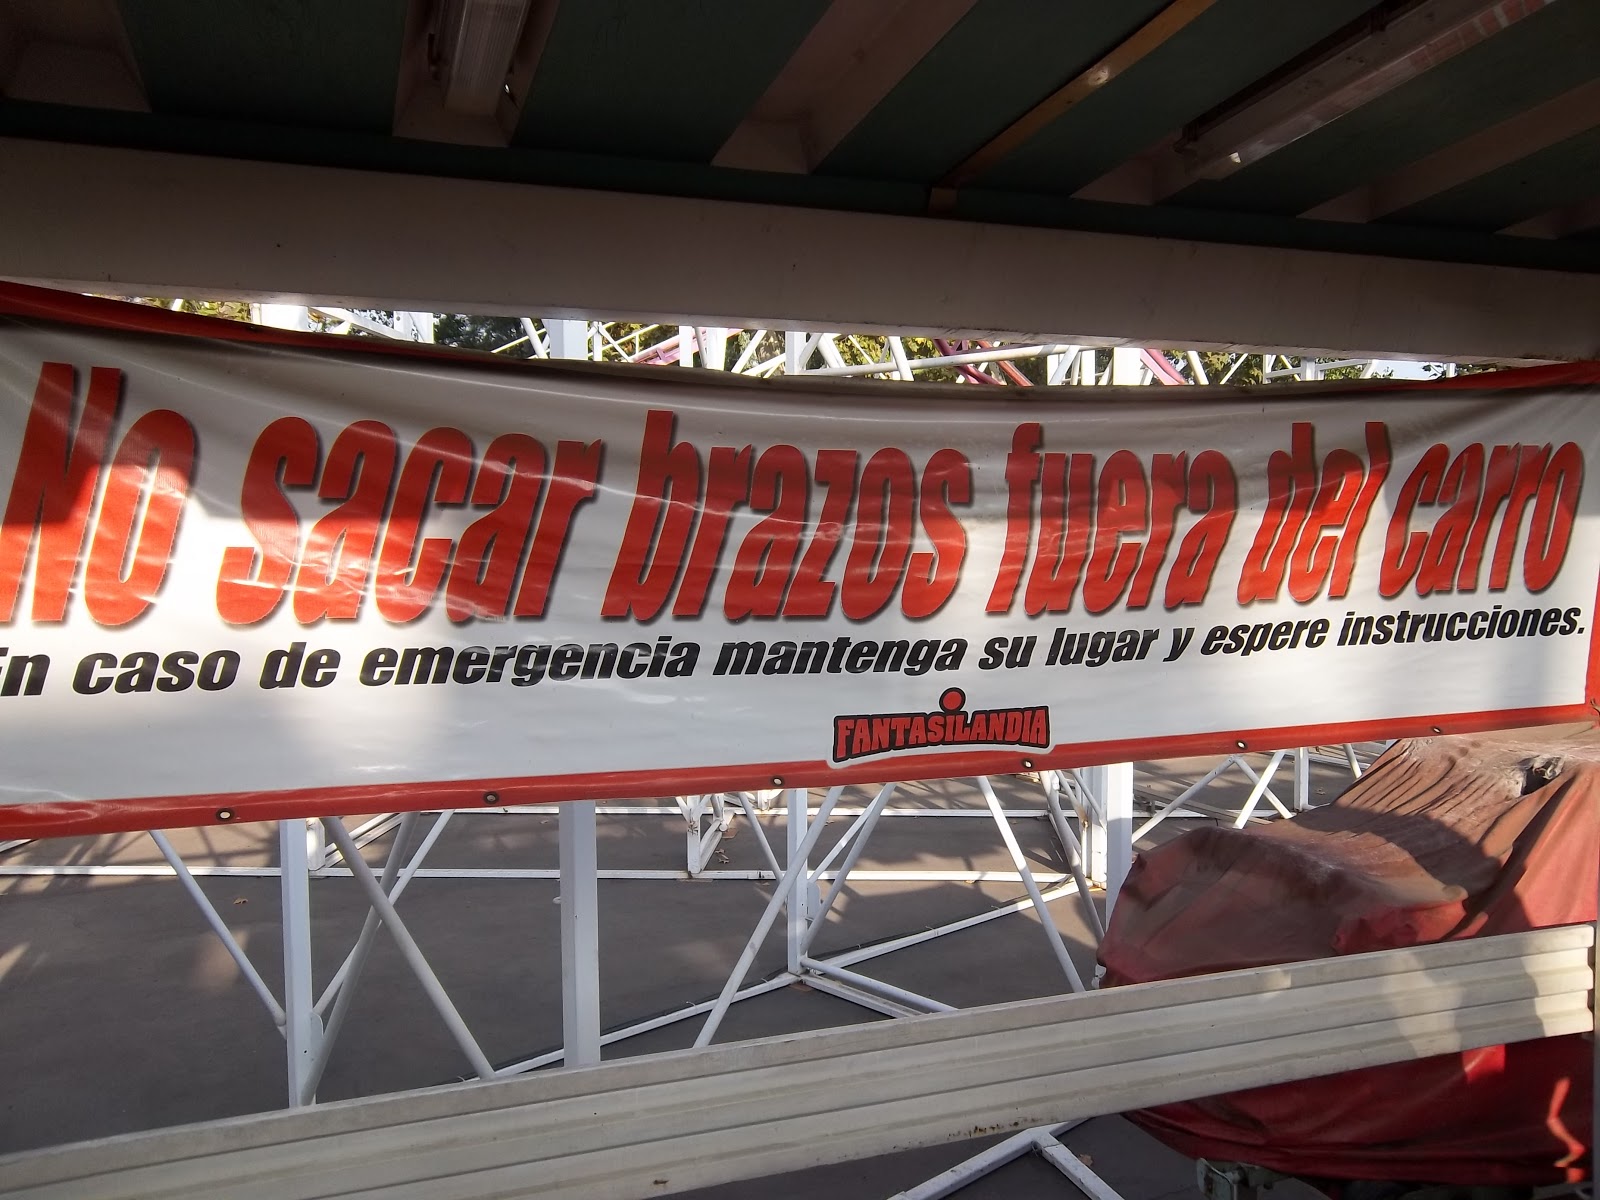 No sacar brazos fuera del carro
En caso de emergencia mantenga su lugar y espere instrucciones.
FANTASILANDIA